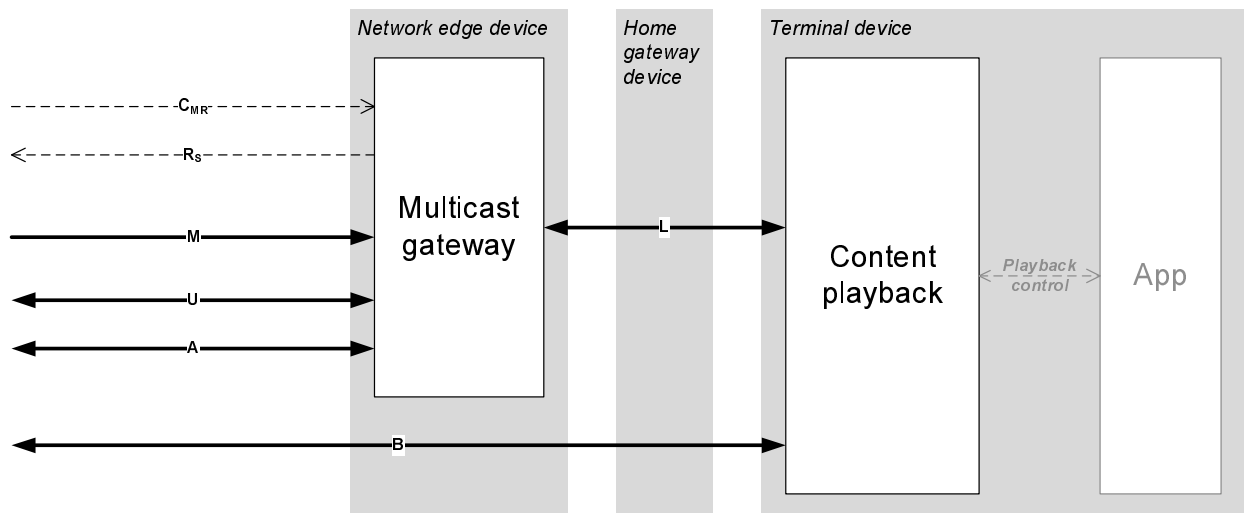 Network edge device
Home
gateway
device
Terminal device
CMR
RS
M
U
A
B
Multicast
gateway
L
Content
playback
Playback
control
App